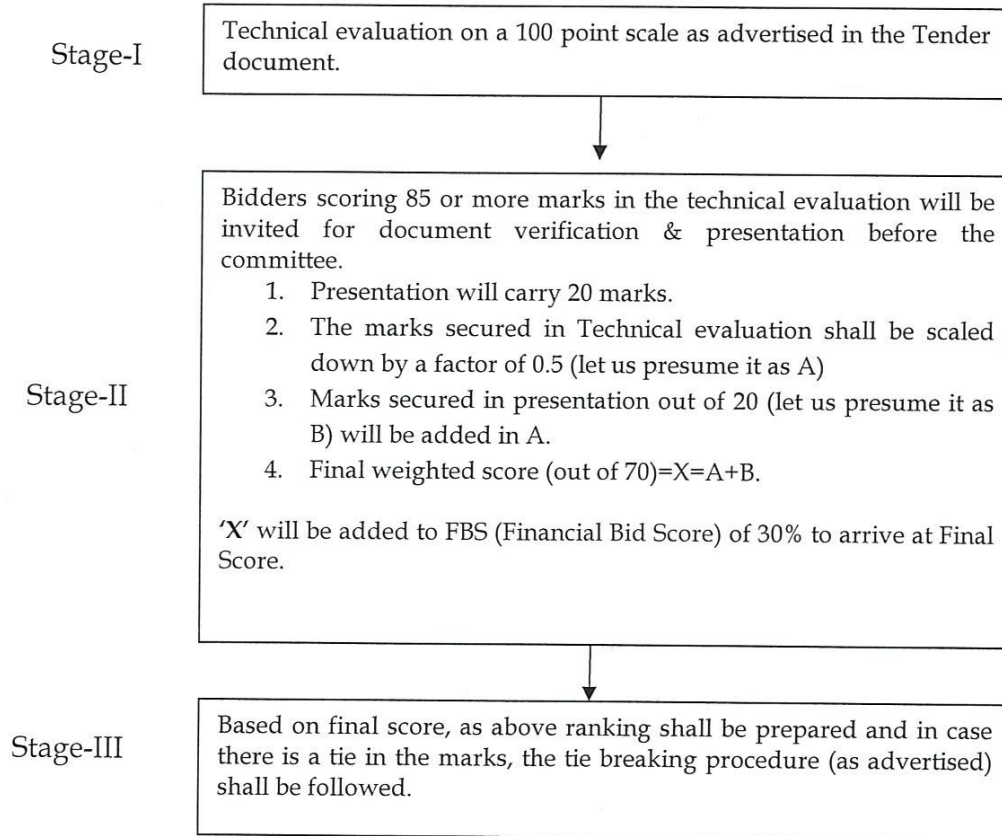 Stage-I
Technical evaluation on a 100 point scale as advertised in the Tender
document.
Stage-II
Bidders scoring 85 or more marks in the technical evaluation will be
invited for document verification & presentation before the
committee.
1. Presentation will carry 20 marks.
2. The marks secured in Technical evaluation shall be scaled
down by a factor of 0.5 (let us presume it as A)
3. Marks secured in presentation out of 20 (let us presume it as
B) will be added in A.
4. Final weighted score (out of 70)=X=A+B.
'X' will be added to FBS (Financial Bid Score) of 30% to arrive at Final
Score.
Stage-III
Based on final score, as above ranking shall be prepared and in case
there is a tie in the marks, the tie breaking procedure (as advertised)
shall be followed.